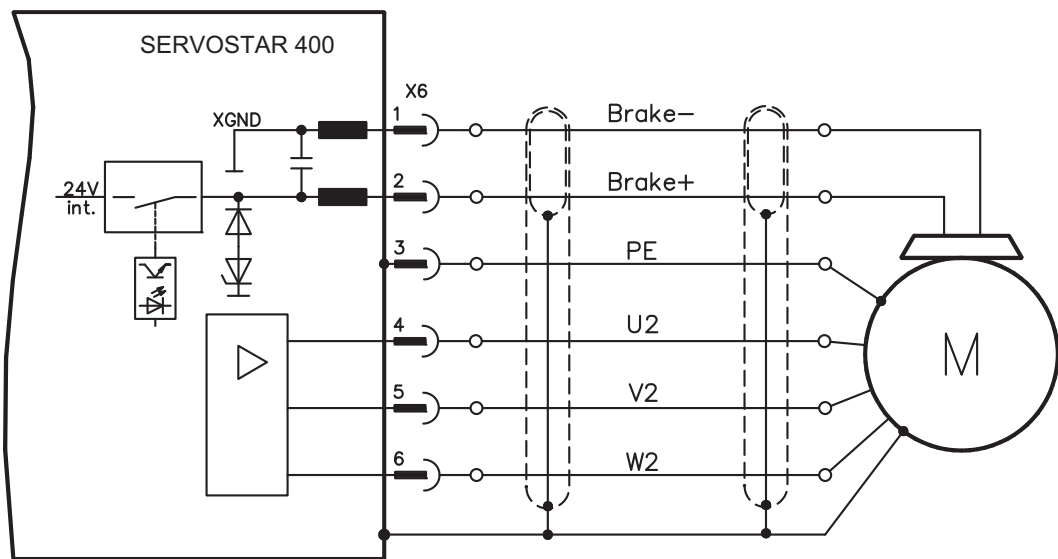 SERVOSTAR 400
X6
XGND
1
Brake-
24V
int.
2
Brake+
3
PE
4
U2
5
V2
6
W2
M